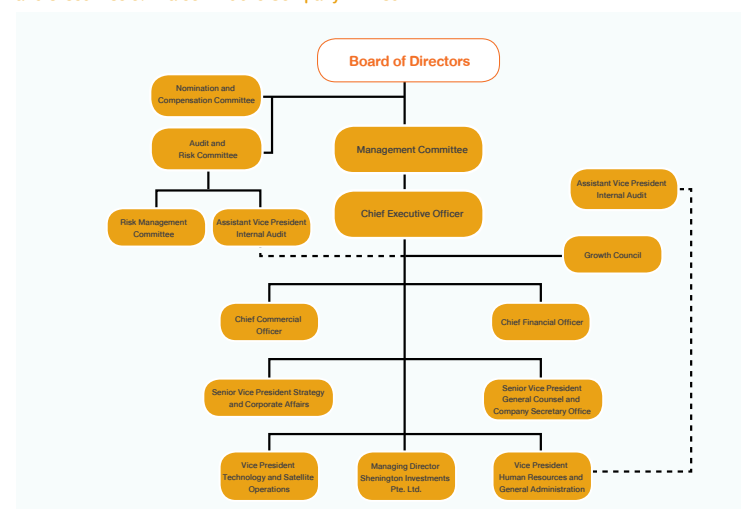 Board of Directors
Nomination and
Compensation Committee
Audit and
Risk Committee
Management Committee
Assistant Vice President
Internal Audit
Chief Executive Officer
Risk Management
Committee
Assistant Vice President
Internal Audit
Growth Council
Chief Commercial
Officer
Chief Financial Officer
Senior Vice President Strategy
and Corporate Affairs
Senior Vice President
General Counsel and
Company Secretary Office
Vice President
Technology and Satellite
Operations
Managing Director
Shenington Investments
Pte. Ltd.
Vice President
Human Resources and
General Administration